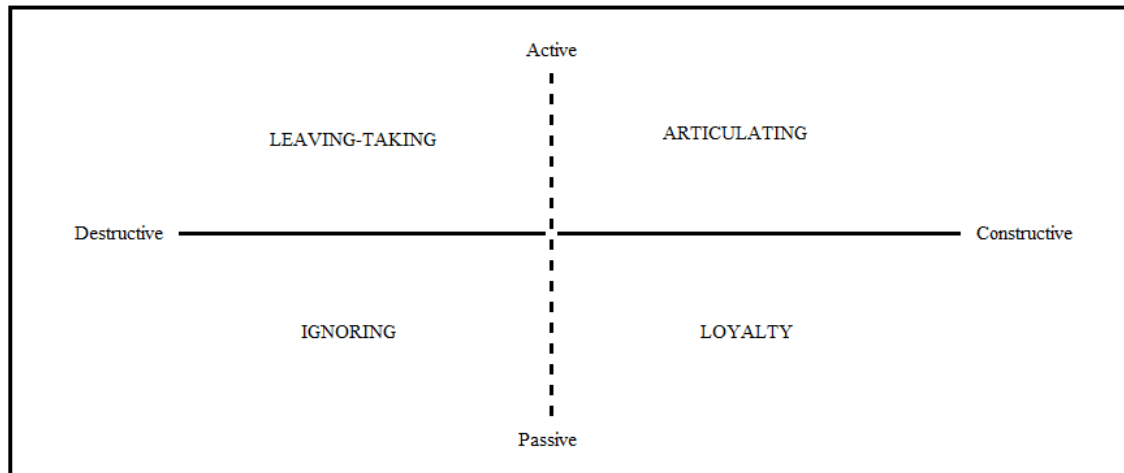 Active
LEAVING-TAKING
ARTICULATING
Destructive
Constructive
IGNORING
LOYALTY
Passive